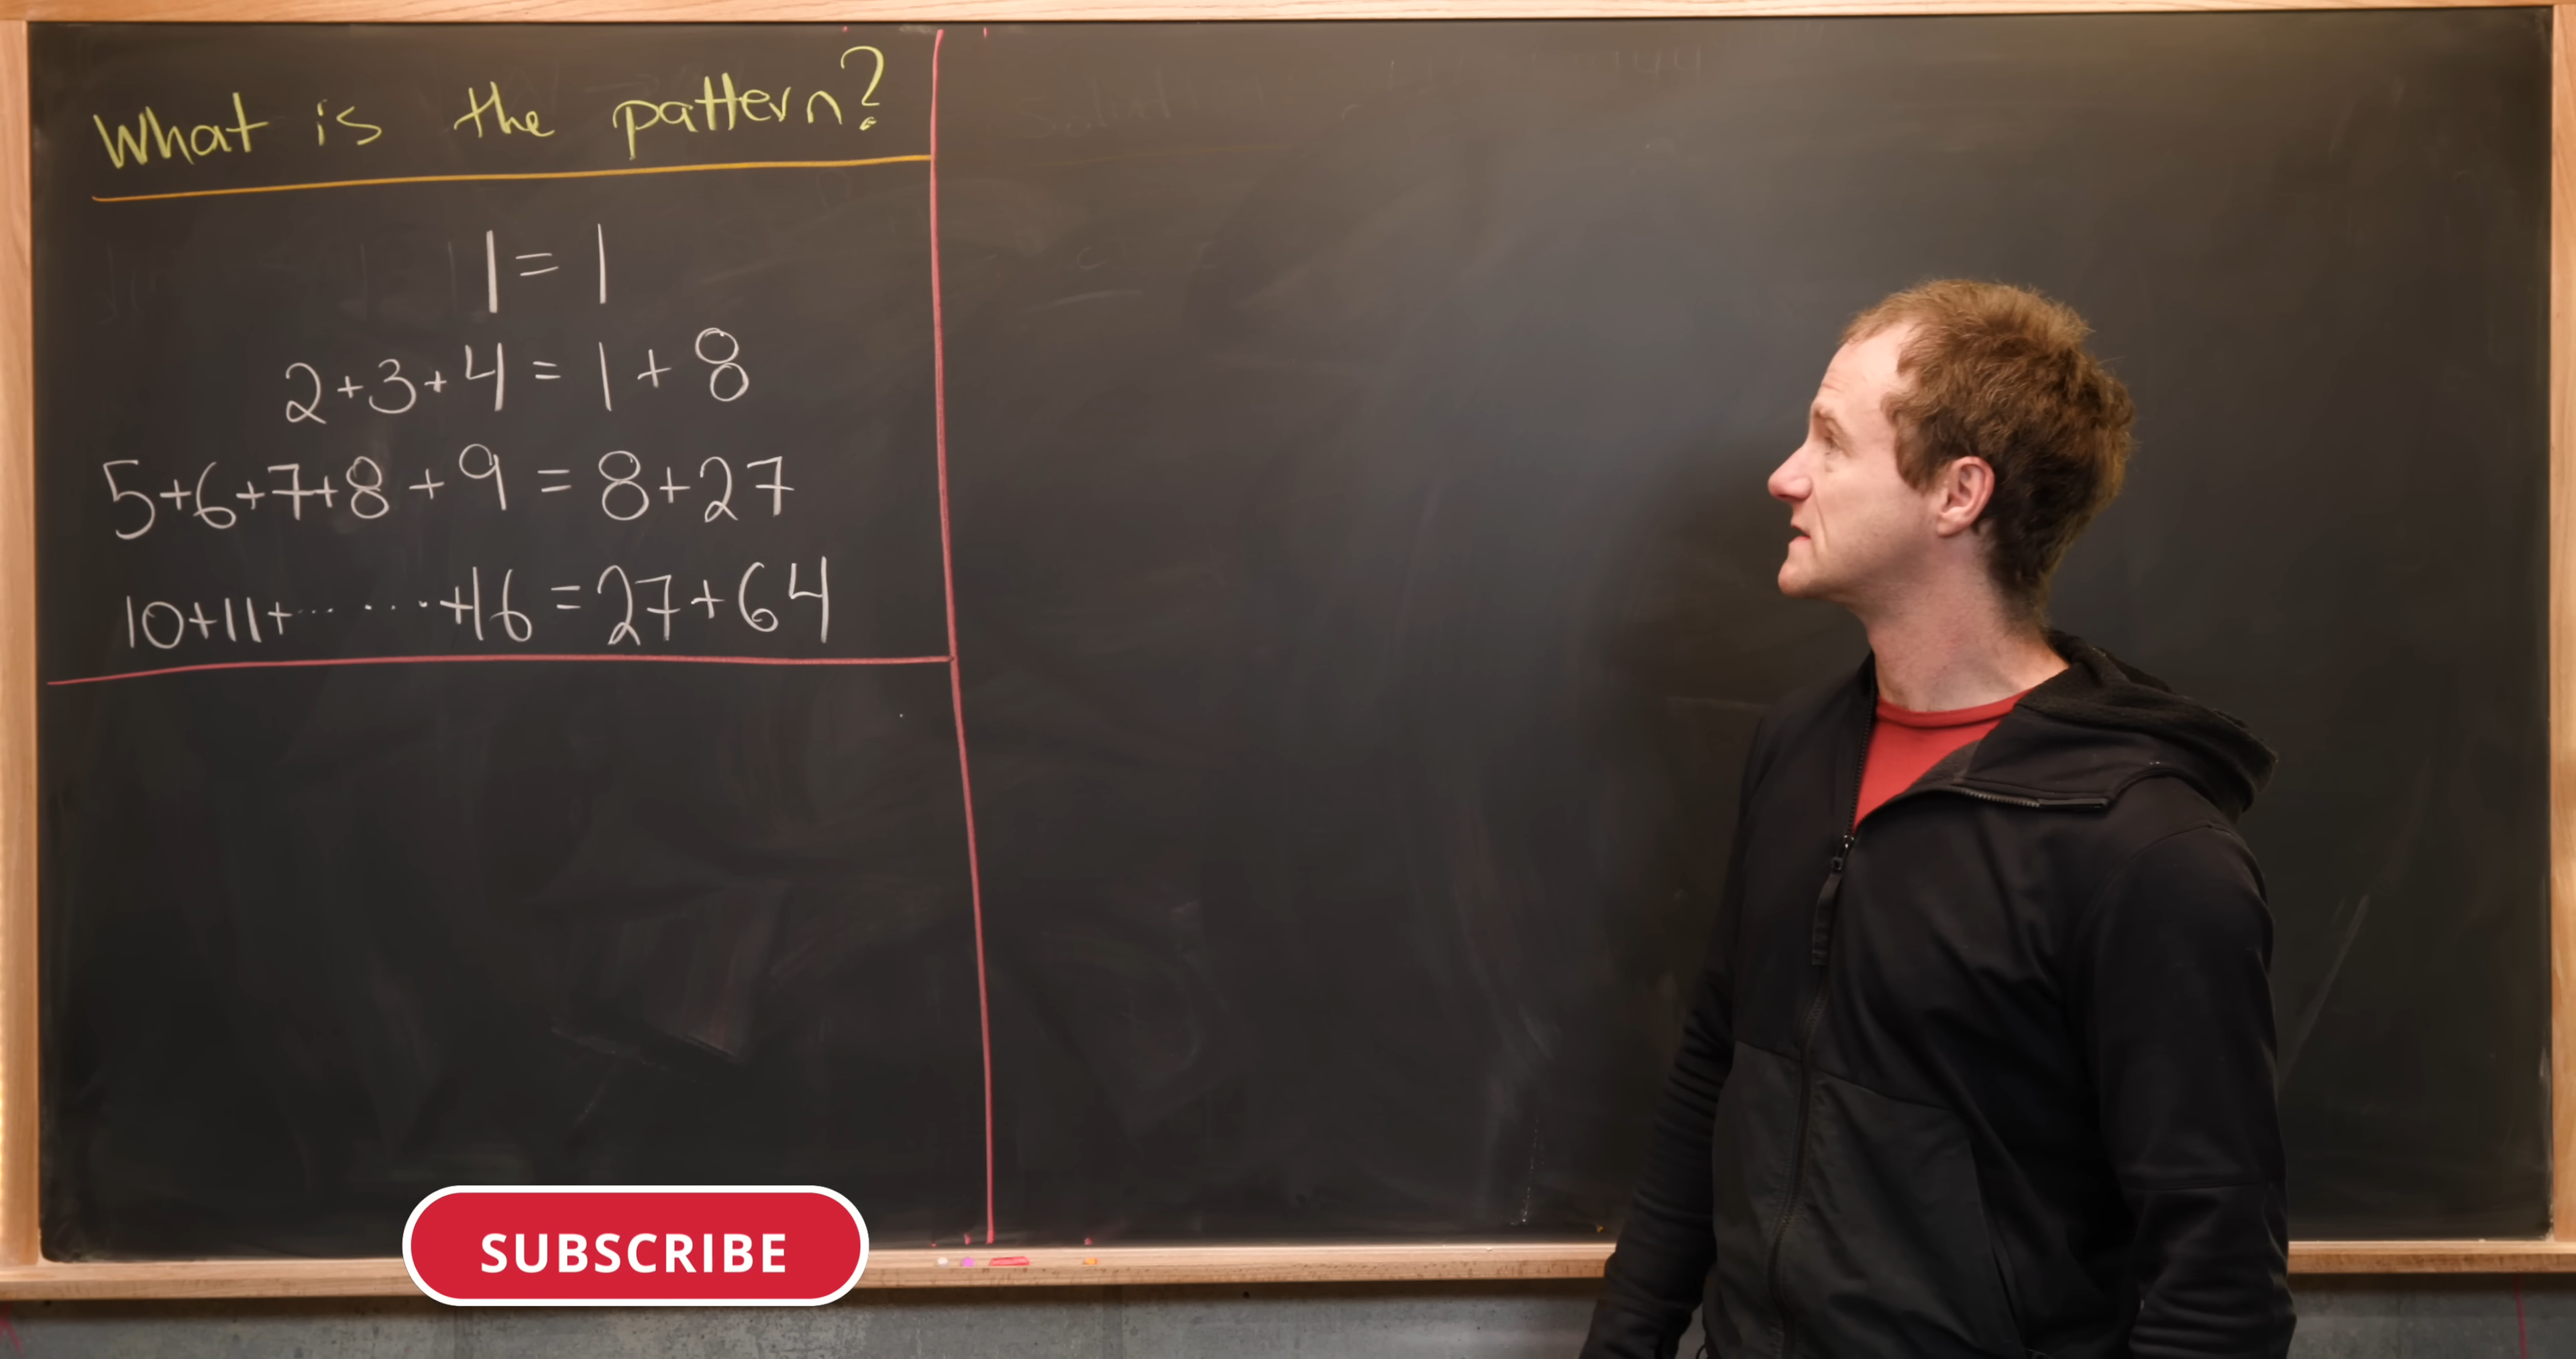 What is the pattern?
1 = 1
2+3+4 = 1+8
5+6+7+8+9 = 8+27
10+11+... ...+16 = 27+64
SUBSCRIBE